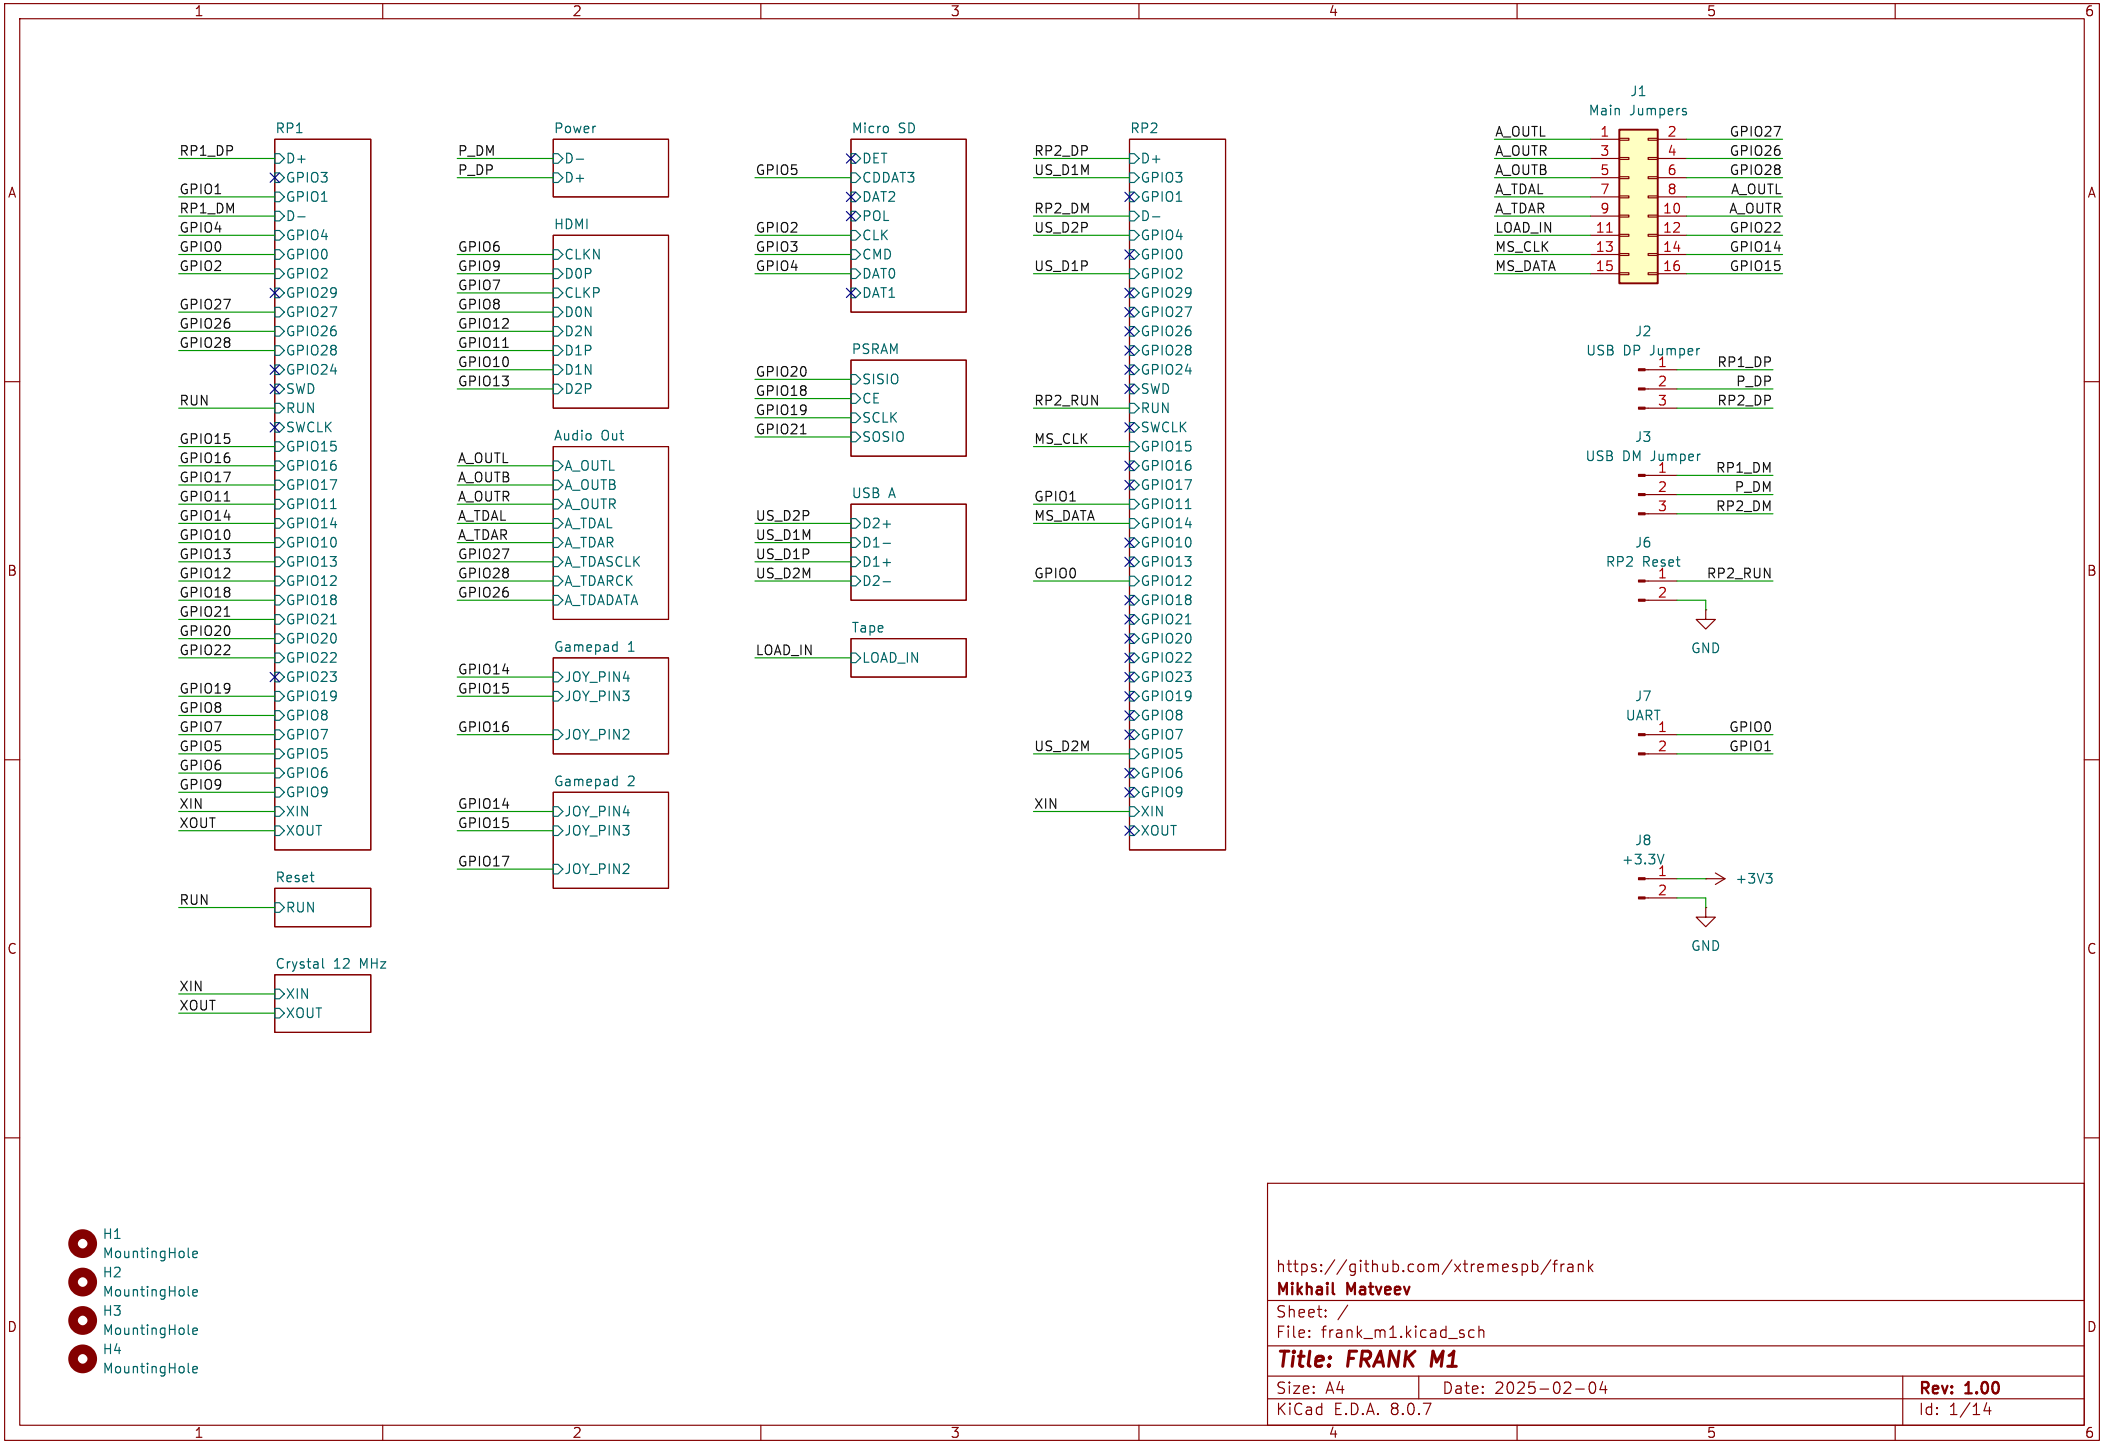 1 2 3 4 5 6
A
B
C
D
RP1
RP1_DP D+
GPIO3
GPIO1 GPIO1
RP1_DM D-
GPIO4 GPIO4
GPIO0 GPIO0
GPIO2 GPIO2
GPIO29
GPIO27 GPIO27
GPIO26 GPIO26
GPIO28 GPIO28
GPIO24
SWD
RUN RUN
SWCLK
GPIO15 GPIO15
GPIO16 GPIO16
GPIO17 GPIO17
GPIO11 GPIO11
GPIO14 GPIO14
GPIO10 GPIO10
GPIO13 GPIO13
GPIO12 GPIO12
GPIO18 GPIO18
GPIO21 GPIO21
GPIO20 GPIO20
GPIO22 GPIO22
GPIO23
GPIO19 GPIO19
GPIO8 GPIO8
GPIO7 GPIO7
GPIO5 GPIO5
GPIO6 GPIO6
GPIO9 GPIO9
XIN XIN
XOUT XOUT
Reset
RUN RUN
Crystal 12 MHz
XIN XIN
XOUT XOUT
Power
P_DM D-
P_DP D+
HDMI
GPIO6 CLKN
GPIO9 D0P
GPIO7 CLKP
GPIO8 D0N
GPIO12 D2N
GPIO11 D1P
GPIO10 D1N
GPIO13 D2P
Audio Out
A_OUTL A_OUTL
A_OUTB A_OUTB
A_OUTR A_OUTR
A_TDAL A_TDAL
A_TDAR A_TDAR
GPIO27 A_TDASCLK
GPIO28 A_TDARCK
GPIO26 A_TDADATA
Gamepad 1
GPIO14 JOY_PIN4
GPIO15 JOY_PIN3
GPIO16 JOY_PIN2
Gamepad 2
GPIO14 JOY_PIN4
GPIO15 JOY_PIN3
GPIO17 JOY_PIN2
Micro SD
DET
GPIO5 CDDAT3
DAT2
POL
GPIO2 CLK
GPIO3 CMD
GPIO4 DAT0
DAT1
PSRAM
GPIO20 SISIO
GPIO18 CE
GPIO19 SCLK
GPIO21 SOSIO
USB A
US_D2P D2+
US_D1M D1-
US_D1P D1+
US_D2M D2-
Tape
LOAD_IN LOAD_IN
RP2
RP2_DP D+
US_D1M GPIO3
GPIO1
RP2_DM D-
US_D2P GPIO4
GPIO0
US_D1P GPIO2
GPIO29
GPIO27
GPIO26
GPIO28
GPIO24
SWD
RP2_RUN RUN
SWCLK
MS_CLK GPIO15
GPIO16
GPIO17
GPIO1 GPIO11
MS_DATA GPIO14
GPIO10
GPIO13
GPIO0 GPIO12
GPIO18
GPIO21
GPIO20
GPIO22
GPIO23
GPIO19
GPIO8
GPIO7
US_D2M GPIO5
GPIO6
GPIO9
XIN XIN
XOUT
J1
Main Jumpers
A_OUTL 1 2 GPIO27
A_OUTR 3 4 GPIO26
A_OUTB 5 6 GPIO28
A_TDAL 7 8 A_OUTL
A_TDAR 9 10 A_OUTR
LOAD_IN 11 12 GPIO22
MS_CLK 13 14 GPIO14
MS_DATA 15 16 GPIO15
J2
USB DP Jumper
1 RP1_DP
2 P_DP
3 RP2_DP
J3
USB DM Jumper
1 RP1_DM
2 P_DM
3 RP2_DM
J6
RP2 Reset
1 RP2_RUN
2
GND
J7
UART
1 GPIO0
2 GPIO1
J8
+3.3V
1 +3V3
2
GND
H1
MountingHole
H2
MountingHole
H3
MountingHole
H4
MountingHole
https://github.com/xtremespb/frank
Mikhail Matveev
Sheet: /
File: frank_m1.kicad_sch
Title: FRANK M1
Size: A4 Date: 2025-02-04 Rev: 1.00
KiCad E.D.A. 8.0.7 Id: 1/14
A
B
C
D
1 2 3 4 5 6